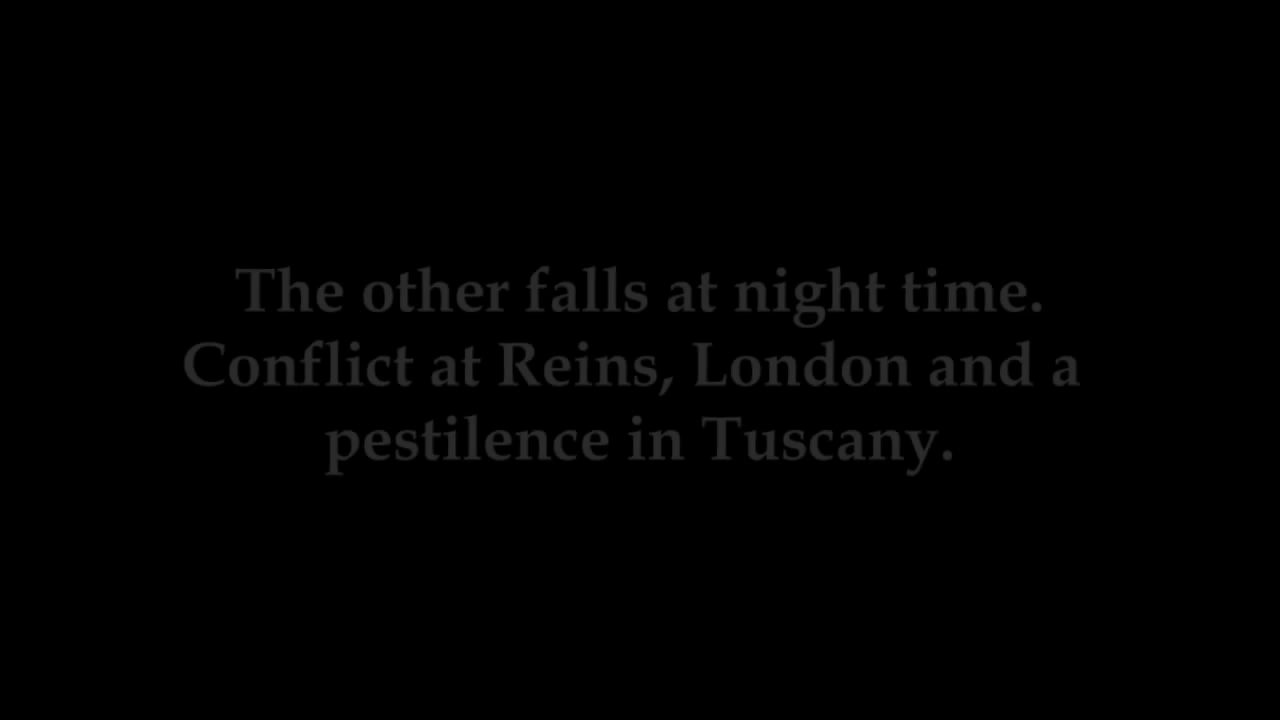 The other falls at night time.
Conflict at Reins, London and a
pestilence in Tuscany.